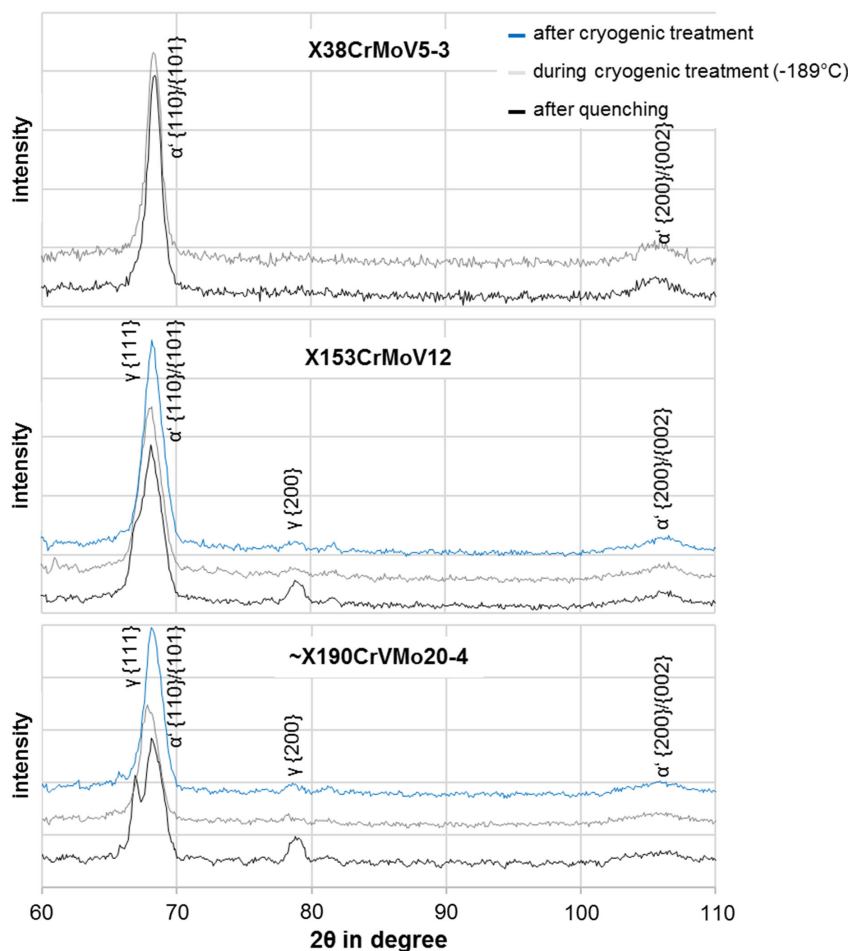 X38CrMoV5-3
after cryogenic treatment
during cryogenic treatment (-189°C)
after quenching
intensity
α‘ {110}/{101}
α‘ {200}/{002}
X153CrMoV12
intensity
γ {111}
α‘ {110}/{101}
γ {200}
α‘ {200}/{002}
~X190CrVMo20-4
intensity
γ {111}
α‘ {110}/{101}
γ {200}
α‘ {200}/{002}
60 70 80 90 100 110
2θ in degree